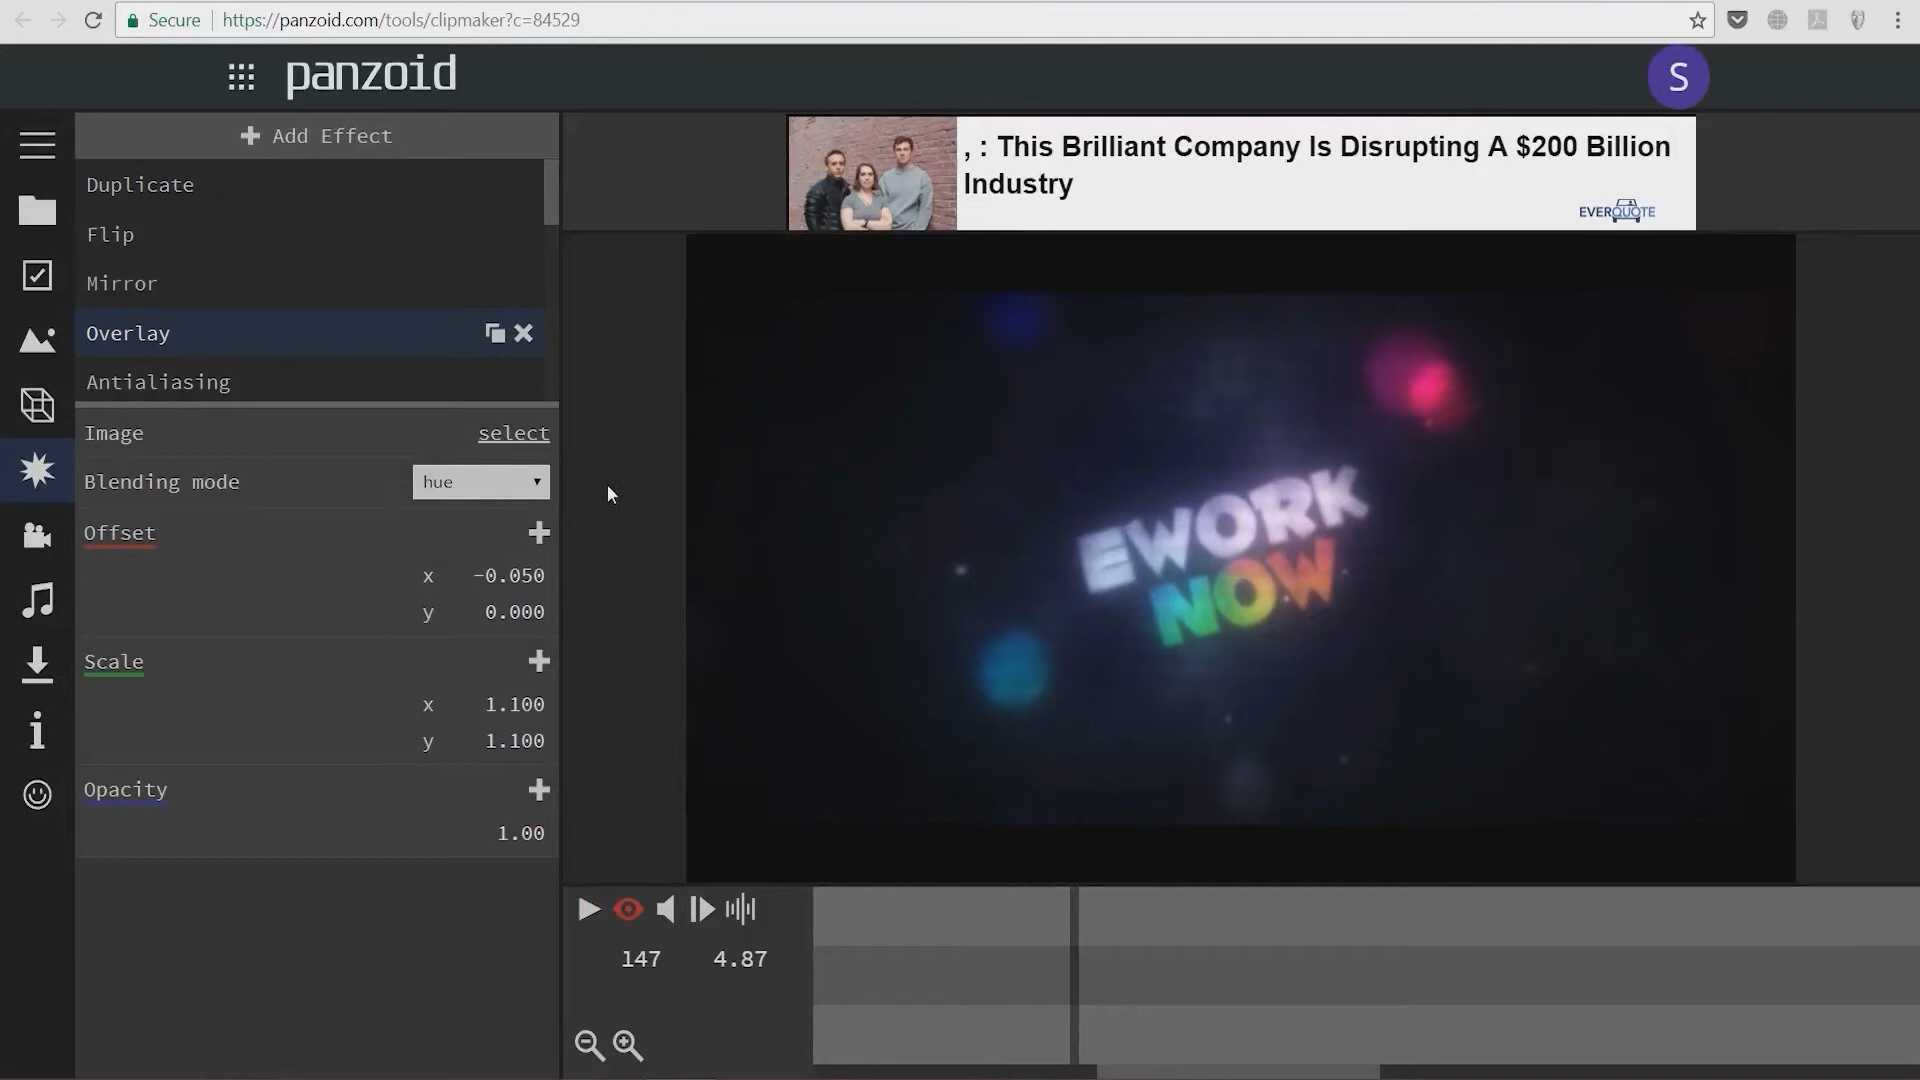 Secure https://panzoid.com/tools/clipmaker?c=84529
panzoid
S
Add Effect
Duplicate
Flip
Mirror
Overlay
Antialiasing
Image select
Blending mode hue
Offset
x -0.050
y 0.000
Scale
x 1.100
y 1.100
Opacity
1.00
, : This Brilliant Company Is Disrupting A $200 Billion
Industry
EVERQUOTE
EWORK
NOW
147 4.87